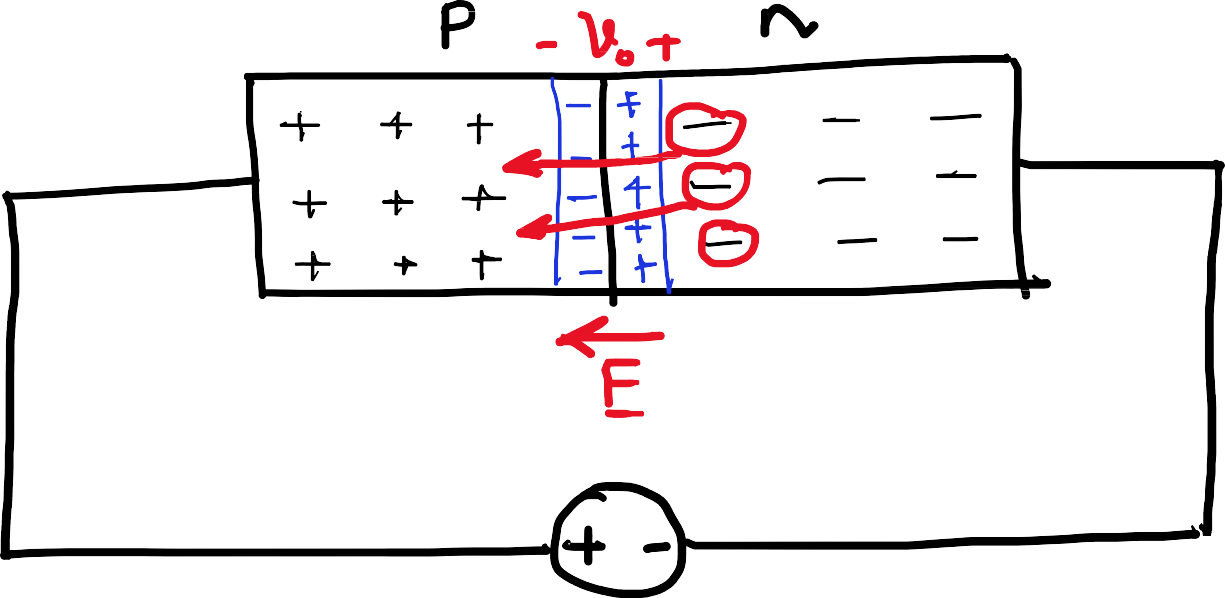 P - V₀ + n
+ + + - + - - -
- +
+ + + - + - - -
- +
+ + + - + - - -
E
+ -